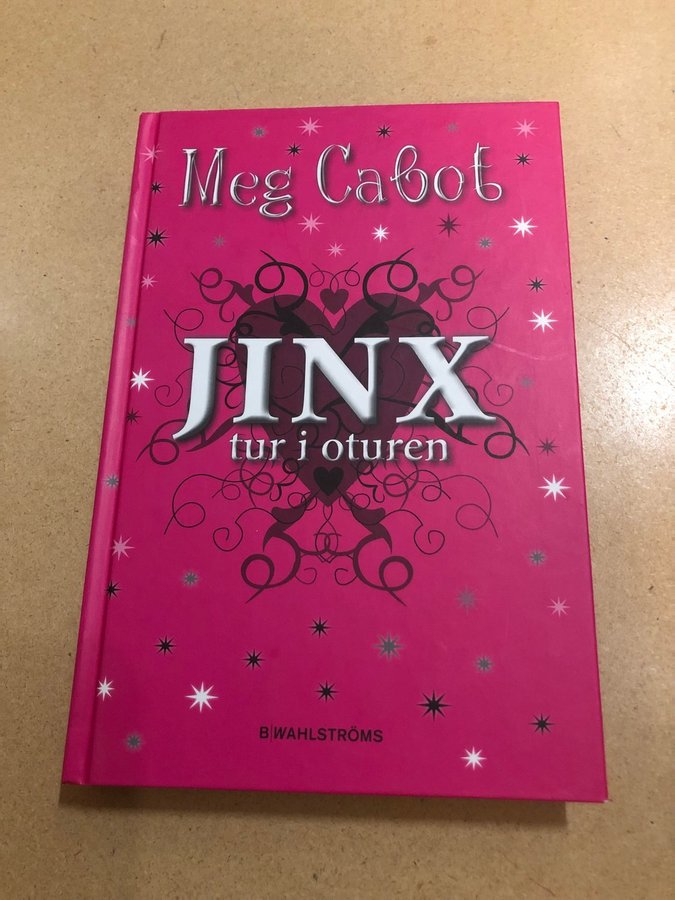 Meg Cabot
JINX
tur i oturen
B|WAHLSTRÖMS